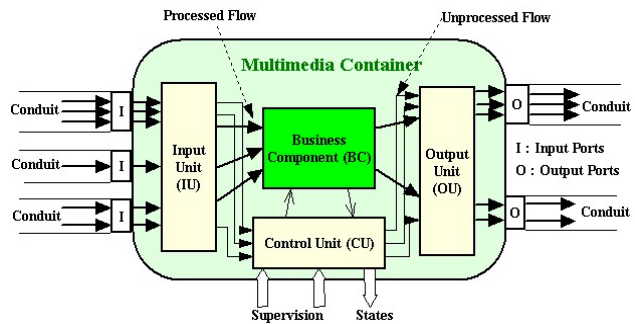 Processed Flow
Unprocessed Flow
Multimedia Container
Conduit
I
Input
Unit
(IU)
Business
Component (BC)
Output
Unit
(OU)
O
Conduit
Conduit
I
I : Input Ports
O : Output Ports
Conduit
I
Control Unit (CU)
O
Conduit
Supervision
States